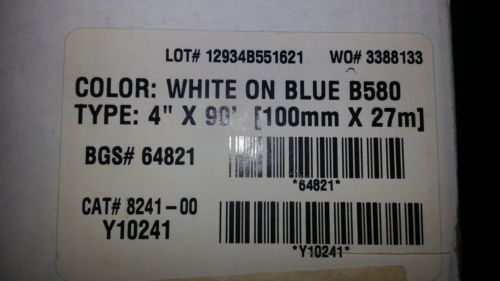 LOT# 12934B551621 WO# 3388133
COLOR: WHITE ON BLUE B580
TYPE: 4" X 90' [100mm X 27m]
BGS# 64821
*64821*
CAT# 8241-00
Y10241
*Y10241*